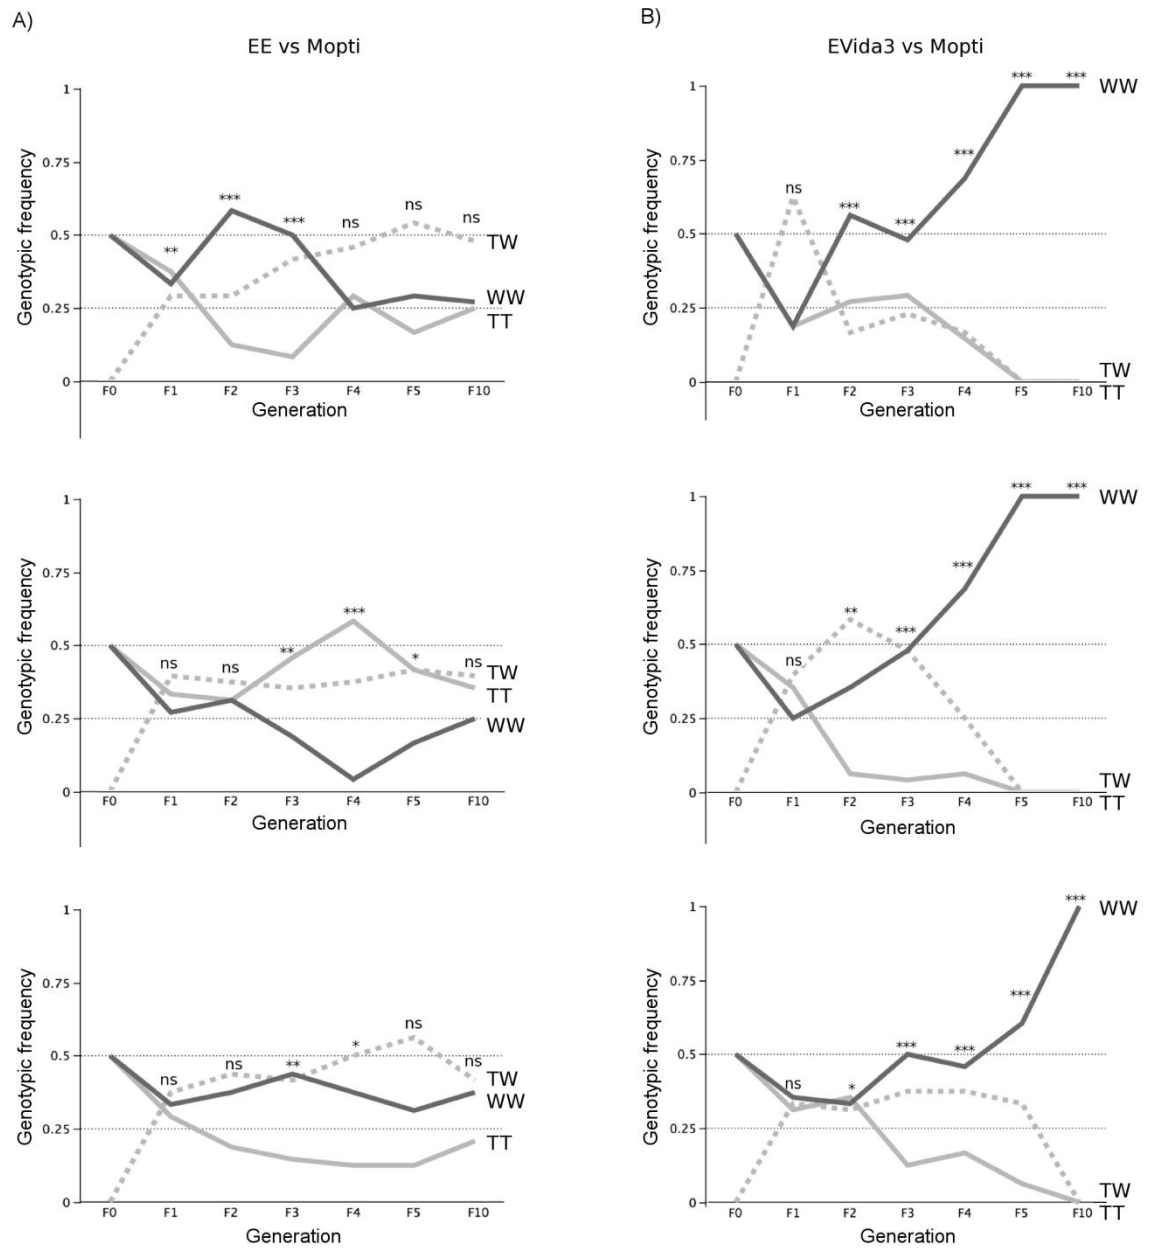 A)
EE vs Mopti
Genotypic frequency
1
0.75
0.5
0.25
0
**
***
***
ns
ns
ns
TW
WW
TT
F0 F1 F2 F3 F4 F5 F10
Generation
Genotypic frequency
1
0.75
0.5
0.25
0
ns
ns
**
***
*
ns
TW
TT
WW
F0 F1 F2 F3 F4 F5 F10
Generation
Genotypic frequency
1
0.75
0.5
0.25
0
ns
ns
**
*
ns
ns
TW
WW
TT
F0 F1 F2 F3 F4 F5 F10
Generation
B)
EVida3 vs Mopti
Genotypic frequency
1
0.75
0.5
0.25
0
ns
***
***
***
***
***
WW
TW
TT
F0 F1 F2 F3 F4 F5 F10
Generation
Genotypic frequency
1
0.75
0.5
0.25
0
ns
**
***
***
***
***
WW
TW
TT
F0 F1 F2 F3 F4 F5 F10
Generation
Genotypic frequency
1
0.75
0.5
0.25
0
ns
*
***
***
***
***
WW
TW
TT
F0 F1 F2 F3 F4 F5 F10
Generation